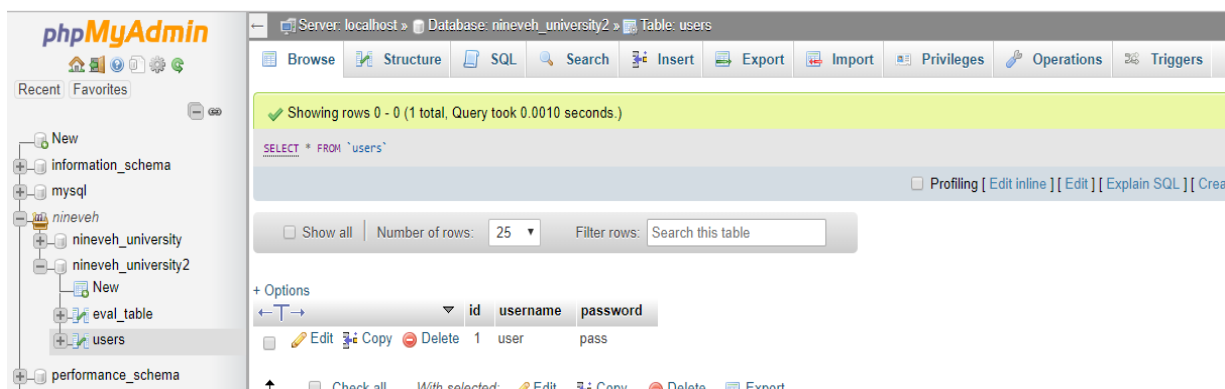 phpMyAdmin
Recent Favorites
New
information_schema
mysql
nineveh
nineveh_university
nineveh_university2
New
eval_table
users
performance_schema
Server: localhost » Database: nineveh_university2 » Table: users
Browse Structure SQL Search Insert Export Import Privileges Operations Triggers
Showing rows 0 - 0 (1 total, Query took 0.0010 seconds.)
SELECT * FROM `users`
Profiling [ Edit inline ] [ Edit ] [ Explain SQL ] [ Crea
Show all Number of rows: 25 Filter rows: Search this table
+ Options
←T→ id username password
Edit Copy Delete 1 user pass
Check all With selected: Edit Copy Delete Export